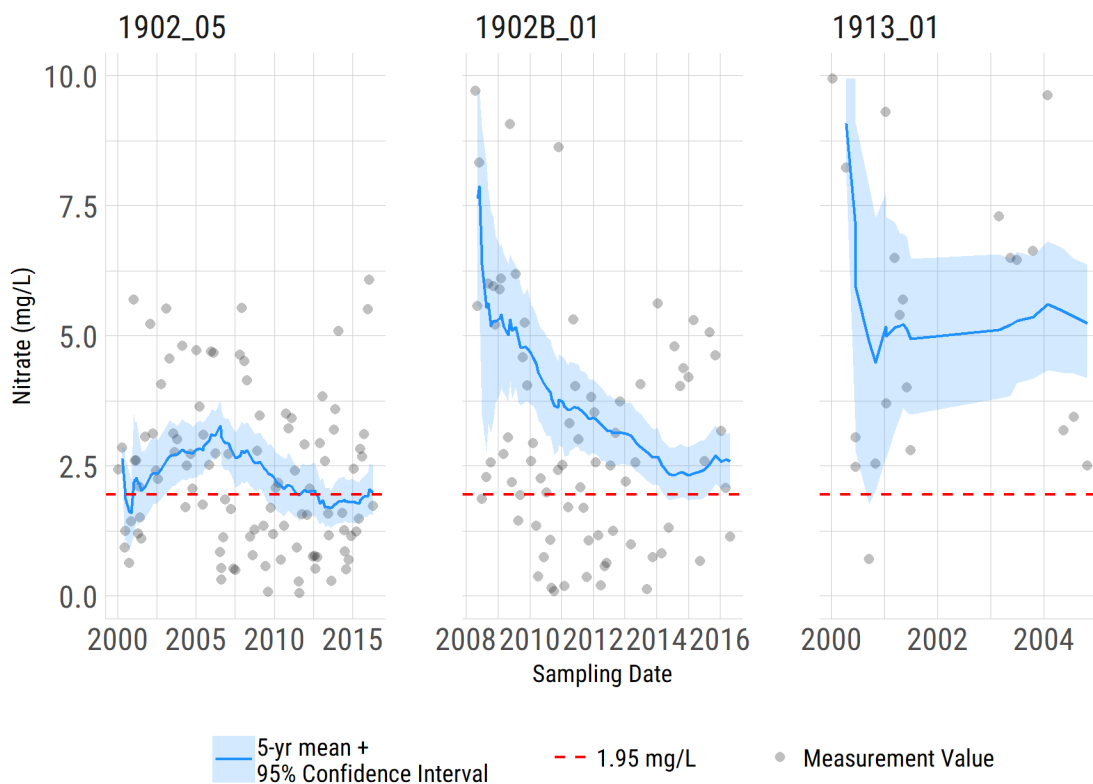 1902_05 1902B_01 1913_01
10.0
7.5
5.0
2.5
0.0
Nitrate (mg/L)
2000 2005 2010 2015 2008 2010 2012 2014 2016 2000 2002 2004
Sampling Date
5-yr mean +
95% Confidence Interval
1.95 mg/L
Measurement Value